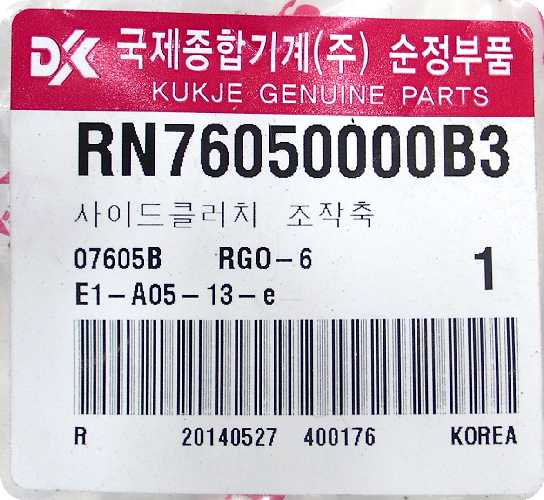 DK 국제종합기계(주) 순정부품
KUKJE GENUINE PARTS
RN76050000B3
사이드클러치 조작축
07605B RGO-6 1
E1-A05-13-e
R 20140527 400176 KOREA